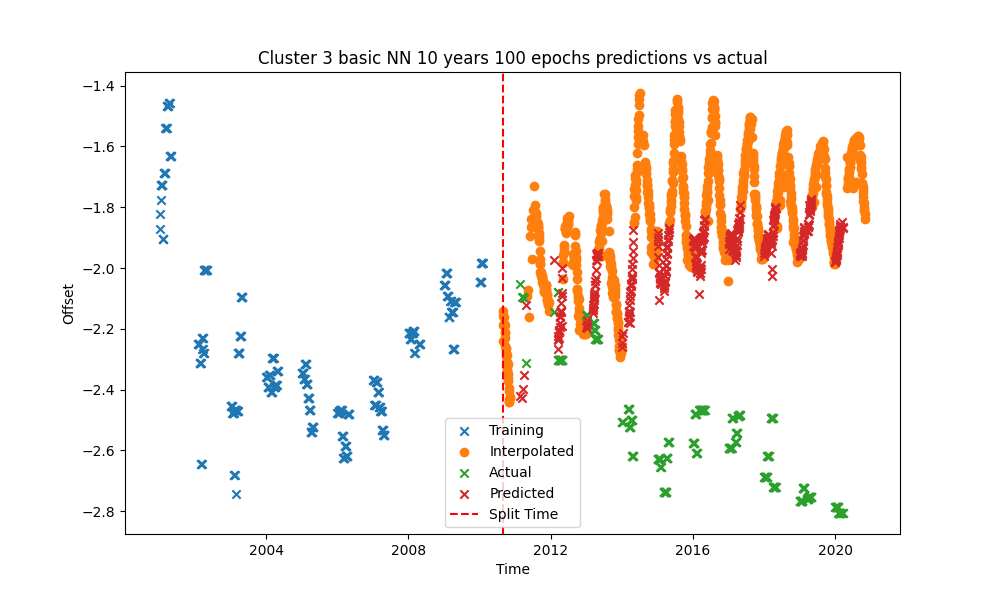 Cluster 3 basic NN 10 years 100 epochs predictions vs actual
−1.4
−1.6
−1.8
−2.0
−2.2
−2.4
−2.6
−2.8
Offset
Training
Interpolated
Actual
Predicted
Split Time
2004
2008
2012
2016
2020
Time